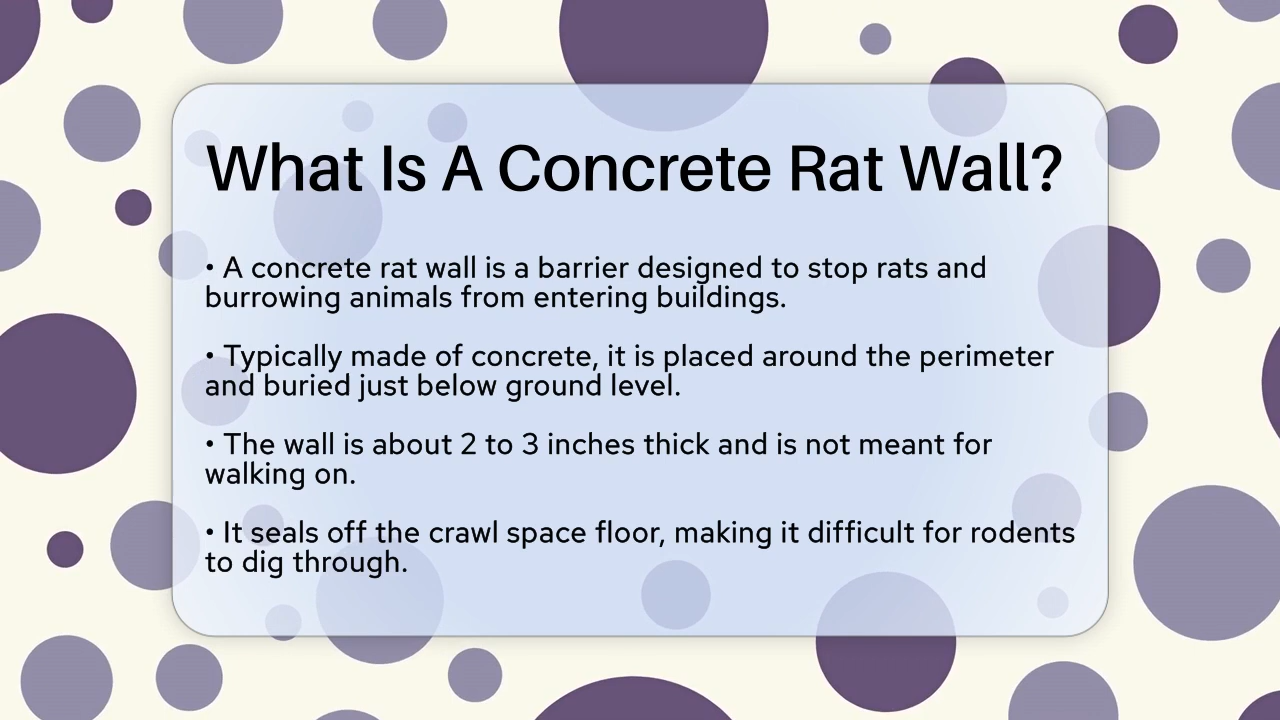 What Is A Concrete Rat Wall?
• A concrete rat wall is a barrier designed to stop rats and
burrowing animals from entering buildings.
• Typically made of concrete, it is placed around the perimeter
and buried just below ground level.
• The wall is about 2 to 3 inches thick and is not meant for
walking on.
• It seals off the crawl space floor, making it difficult for rodents
to dig through.